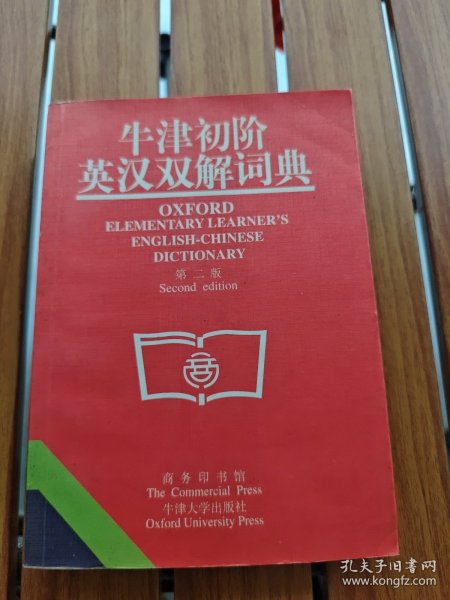 牛津初阶
英汉双解词典
OXFORD
ELEMENTARY LEARNER'S
ENGLISH-CHINESE
DICTIONARY
第二版
Second edition
商务印书馆
The Commercial Press
牛津大学出版社
Oxford University Press
孔夫子旧书网
www.kongfz.com